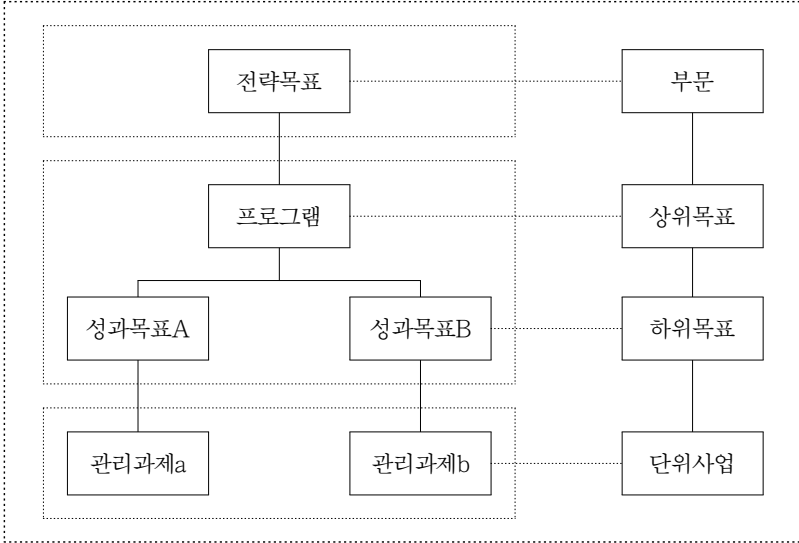 전략목표
부문
프로그램
상위목표
성과목표A
성과목표B
하위목표
관리과제a
관리과제b
단위사업